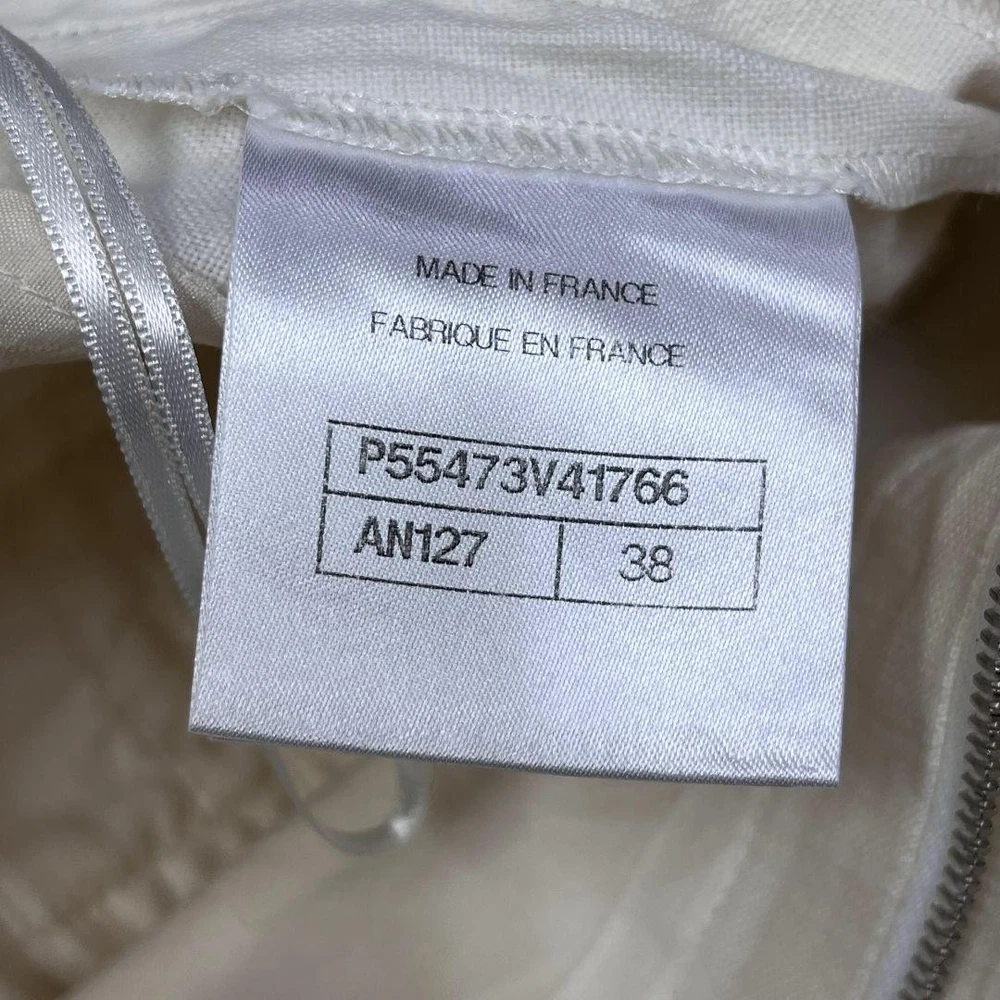 MADE IN FRANCE
FABRIQUE EN FRANCE
P55473V41766
AN127 38